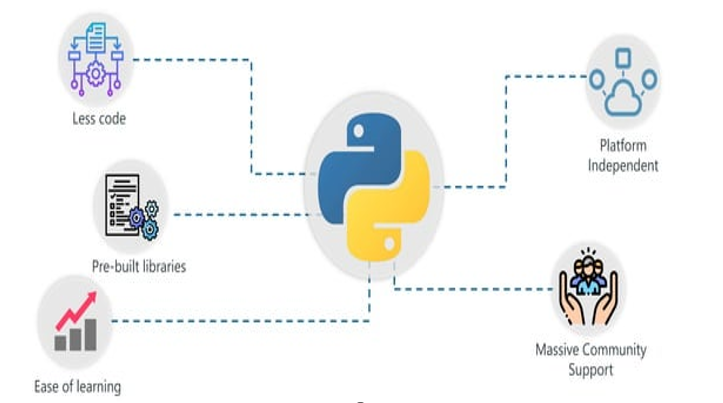 Less code
Platform
Independent
Pre-built libraries
Massive Community
Support
Ease of learning